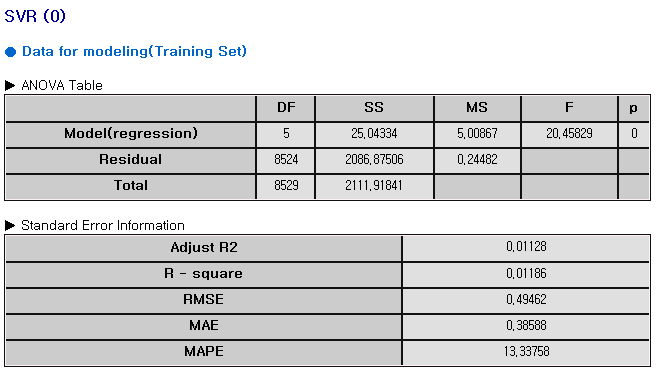 SVR (0)
● Data for modeling(Training Set)
▶ ANOVA Table
DF SS MS F p
Model(regression) 5 25,04334 5,00867 20,45829 0
Residual 8524 2086,87506 0,24482
Total 8529 2111,91841
▶ Standard Error Information
Adjust R2 0,01128
R - square 0,01186
RMSE 0,49462
MAE 0,38588
MAPE 13,33758